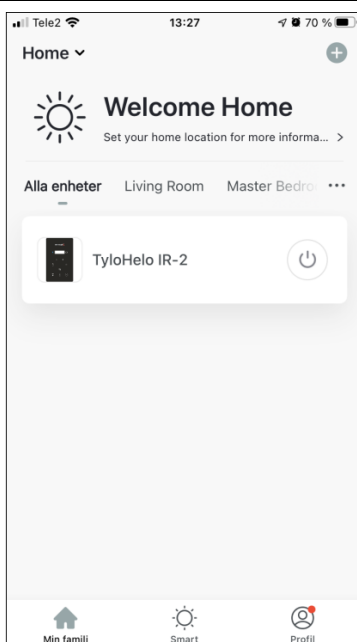 Tele2 13:27 70 %
Home
Welcome Home
Set your home location for more informa...
Alla enheter Living Room Master Bedro
TyloHelo IR-2
Min famili Smart Profil